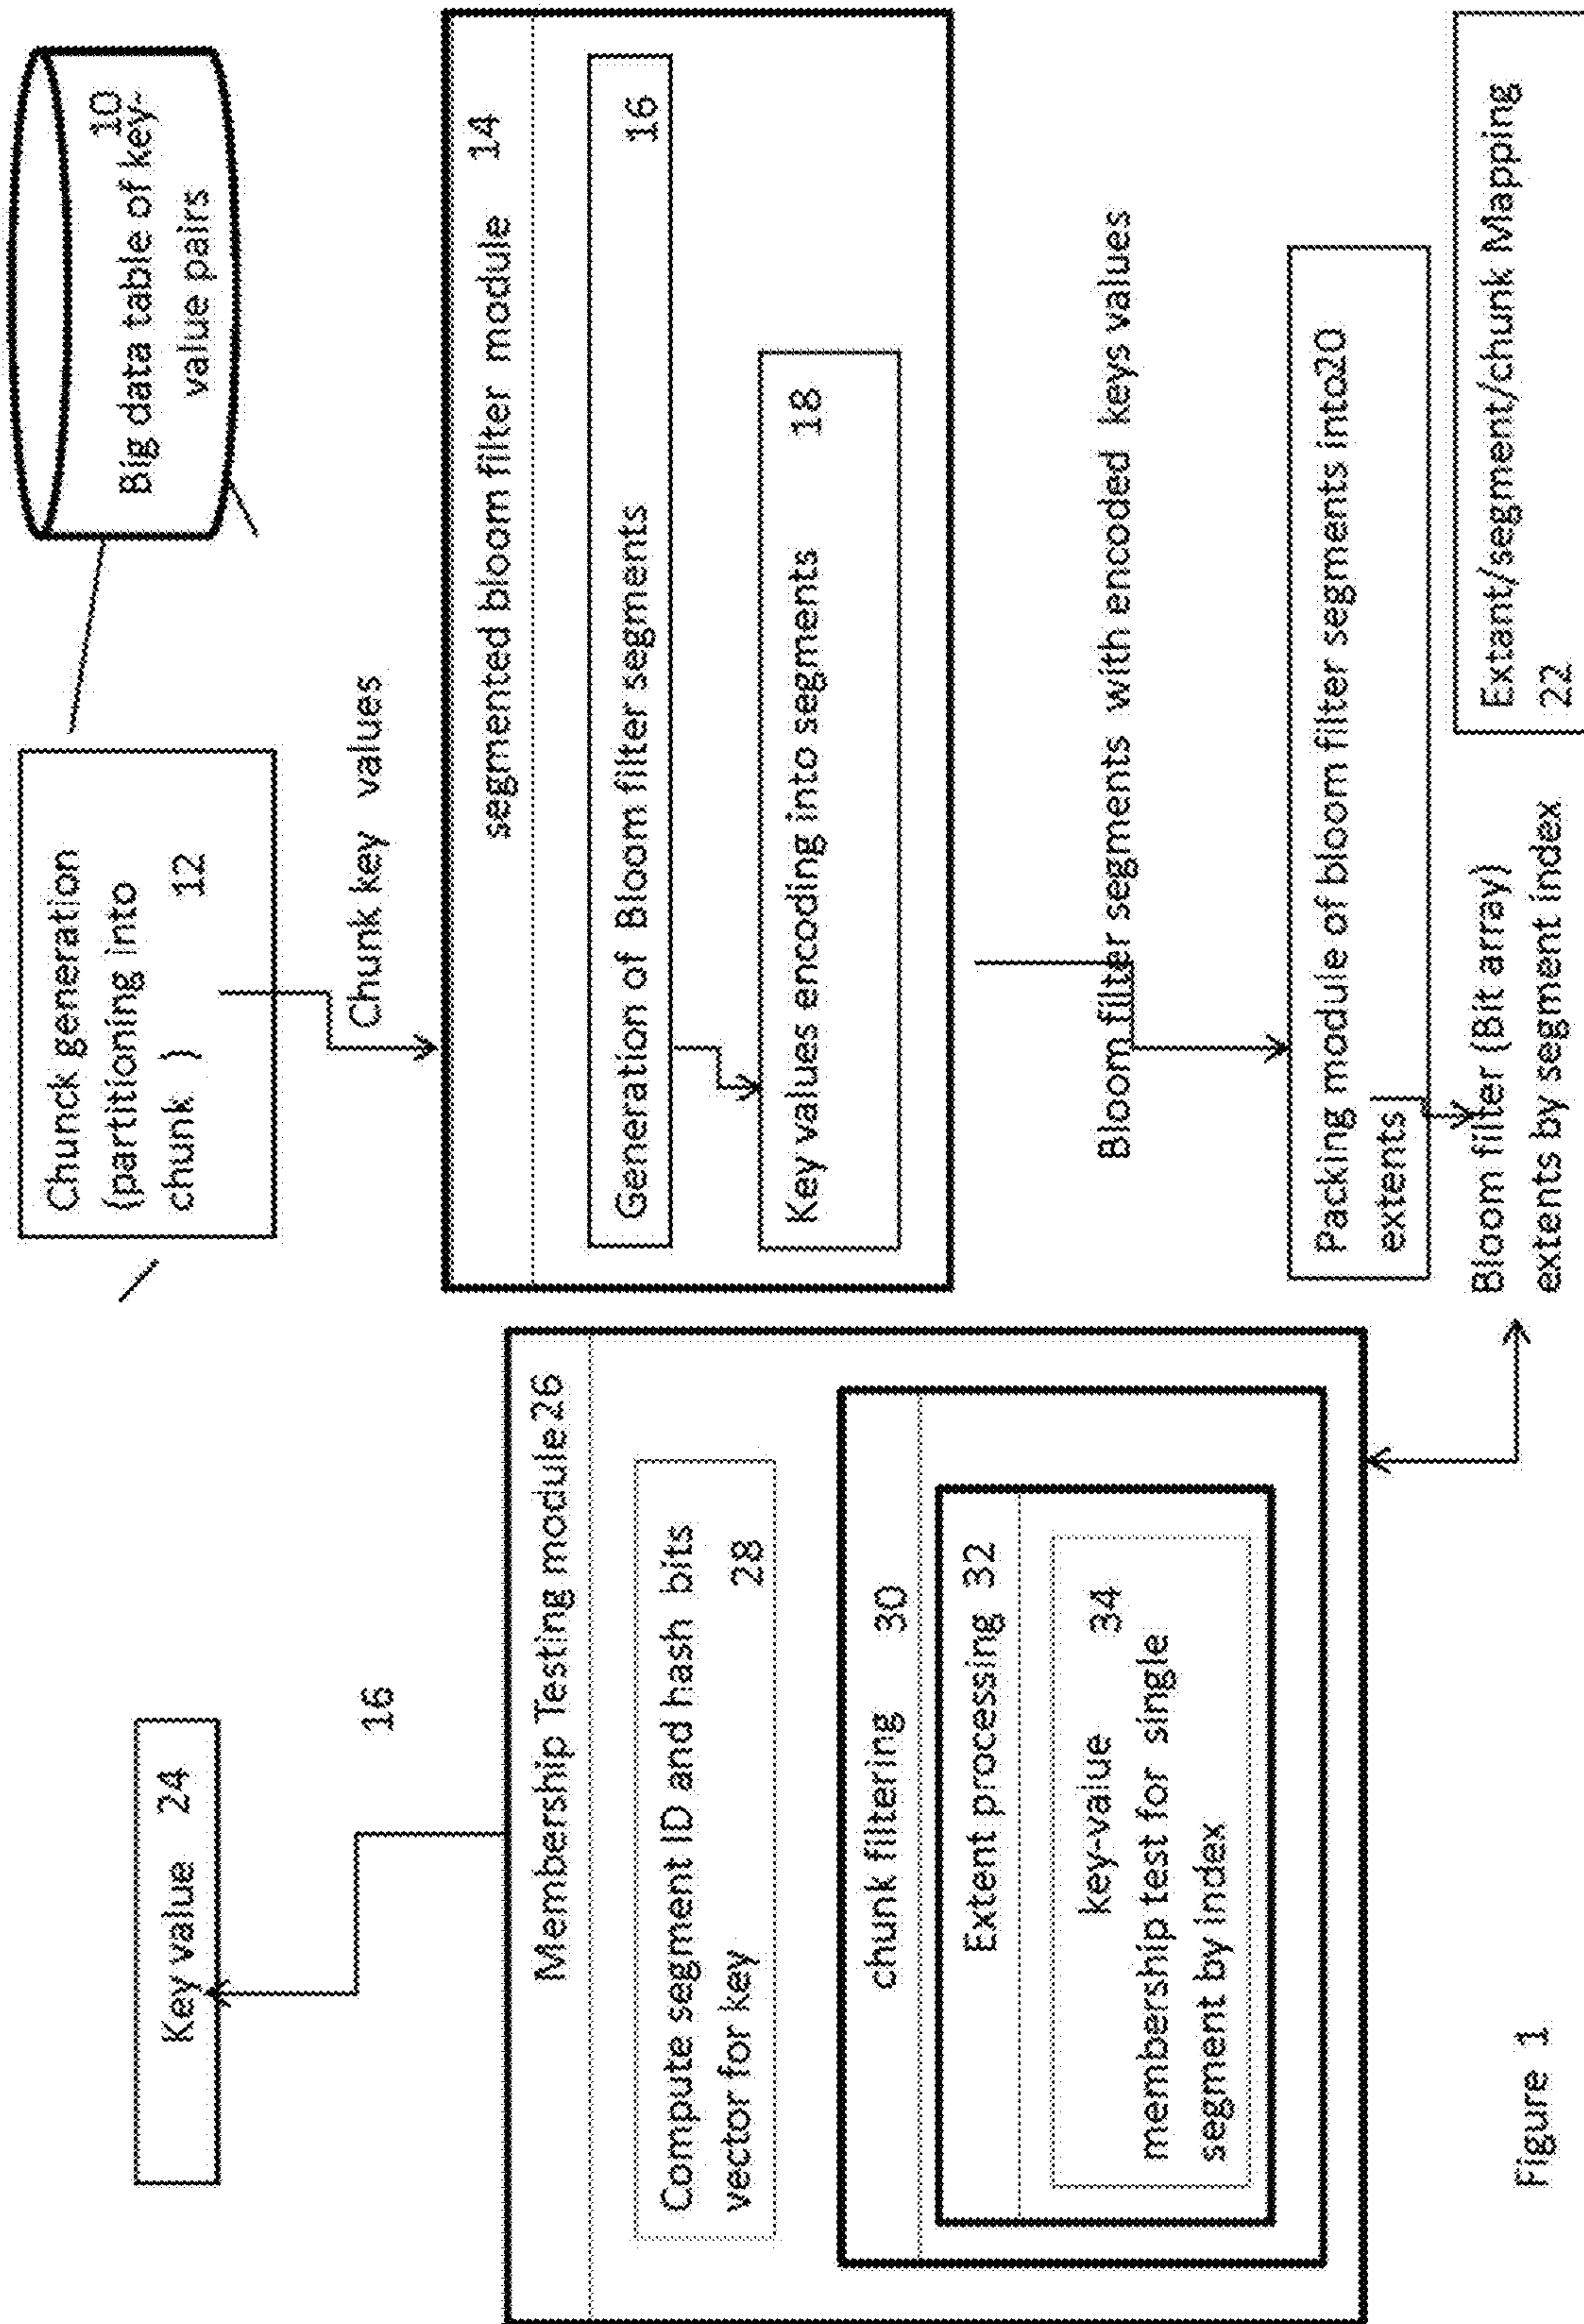 Key value 24
16
Membership Testing module26
Compute segment ID and hash bits
vector for key 28
chunk filtering 30
Extent processing 32
key-value 34
membership test for single
segment by index
Figure 1
Chunck generation
(partitioning into
chunk ) 12
10
Big data table of key-
value pairs
Chunk key values
segmented bloom filter module 14
Generation of Bloom filter segments 16
Key values encoding into segments 18
Bloom filter segments with encoded keys values
Packing module of bloom filter segments into20
extents
Bloom filter (Bit array)
extents by segment index
Extant/segment/chunk Mapping
22